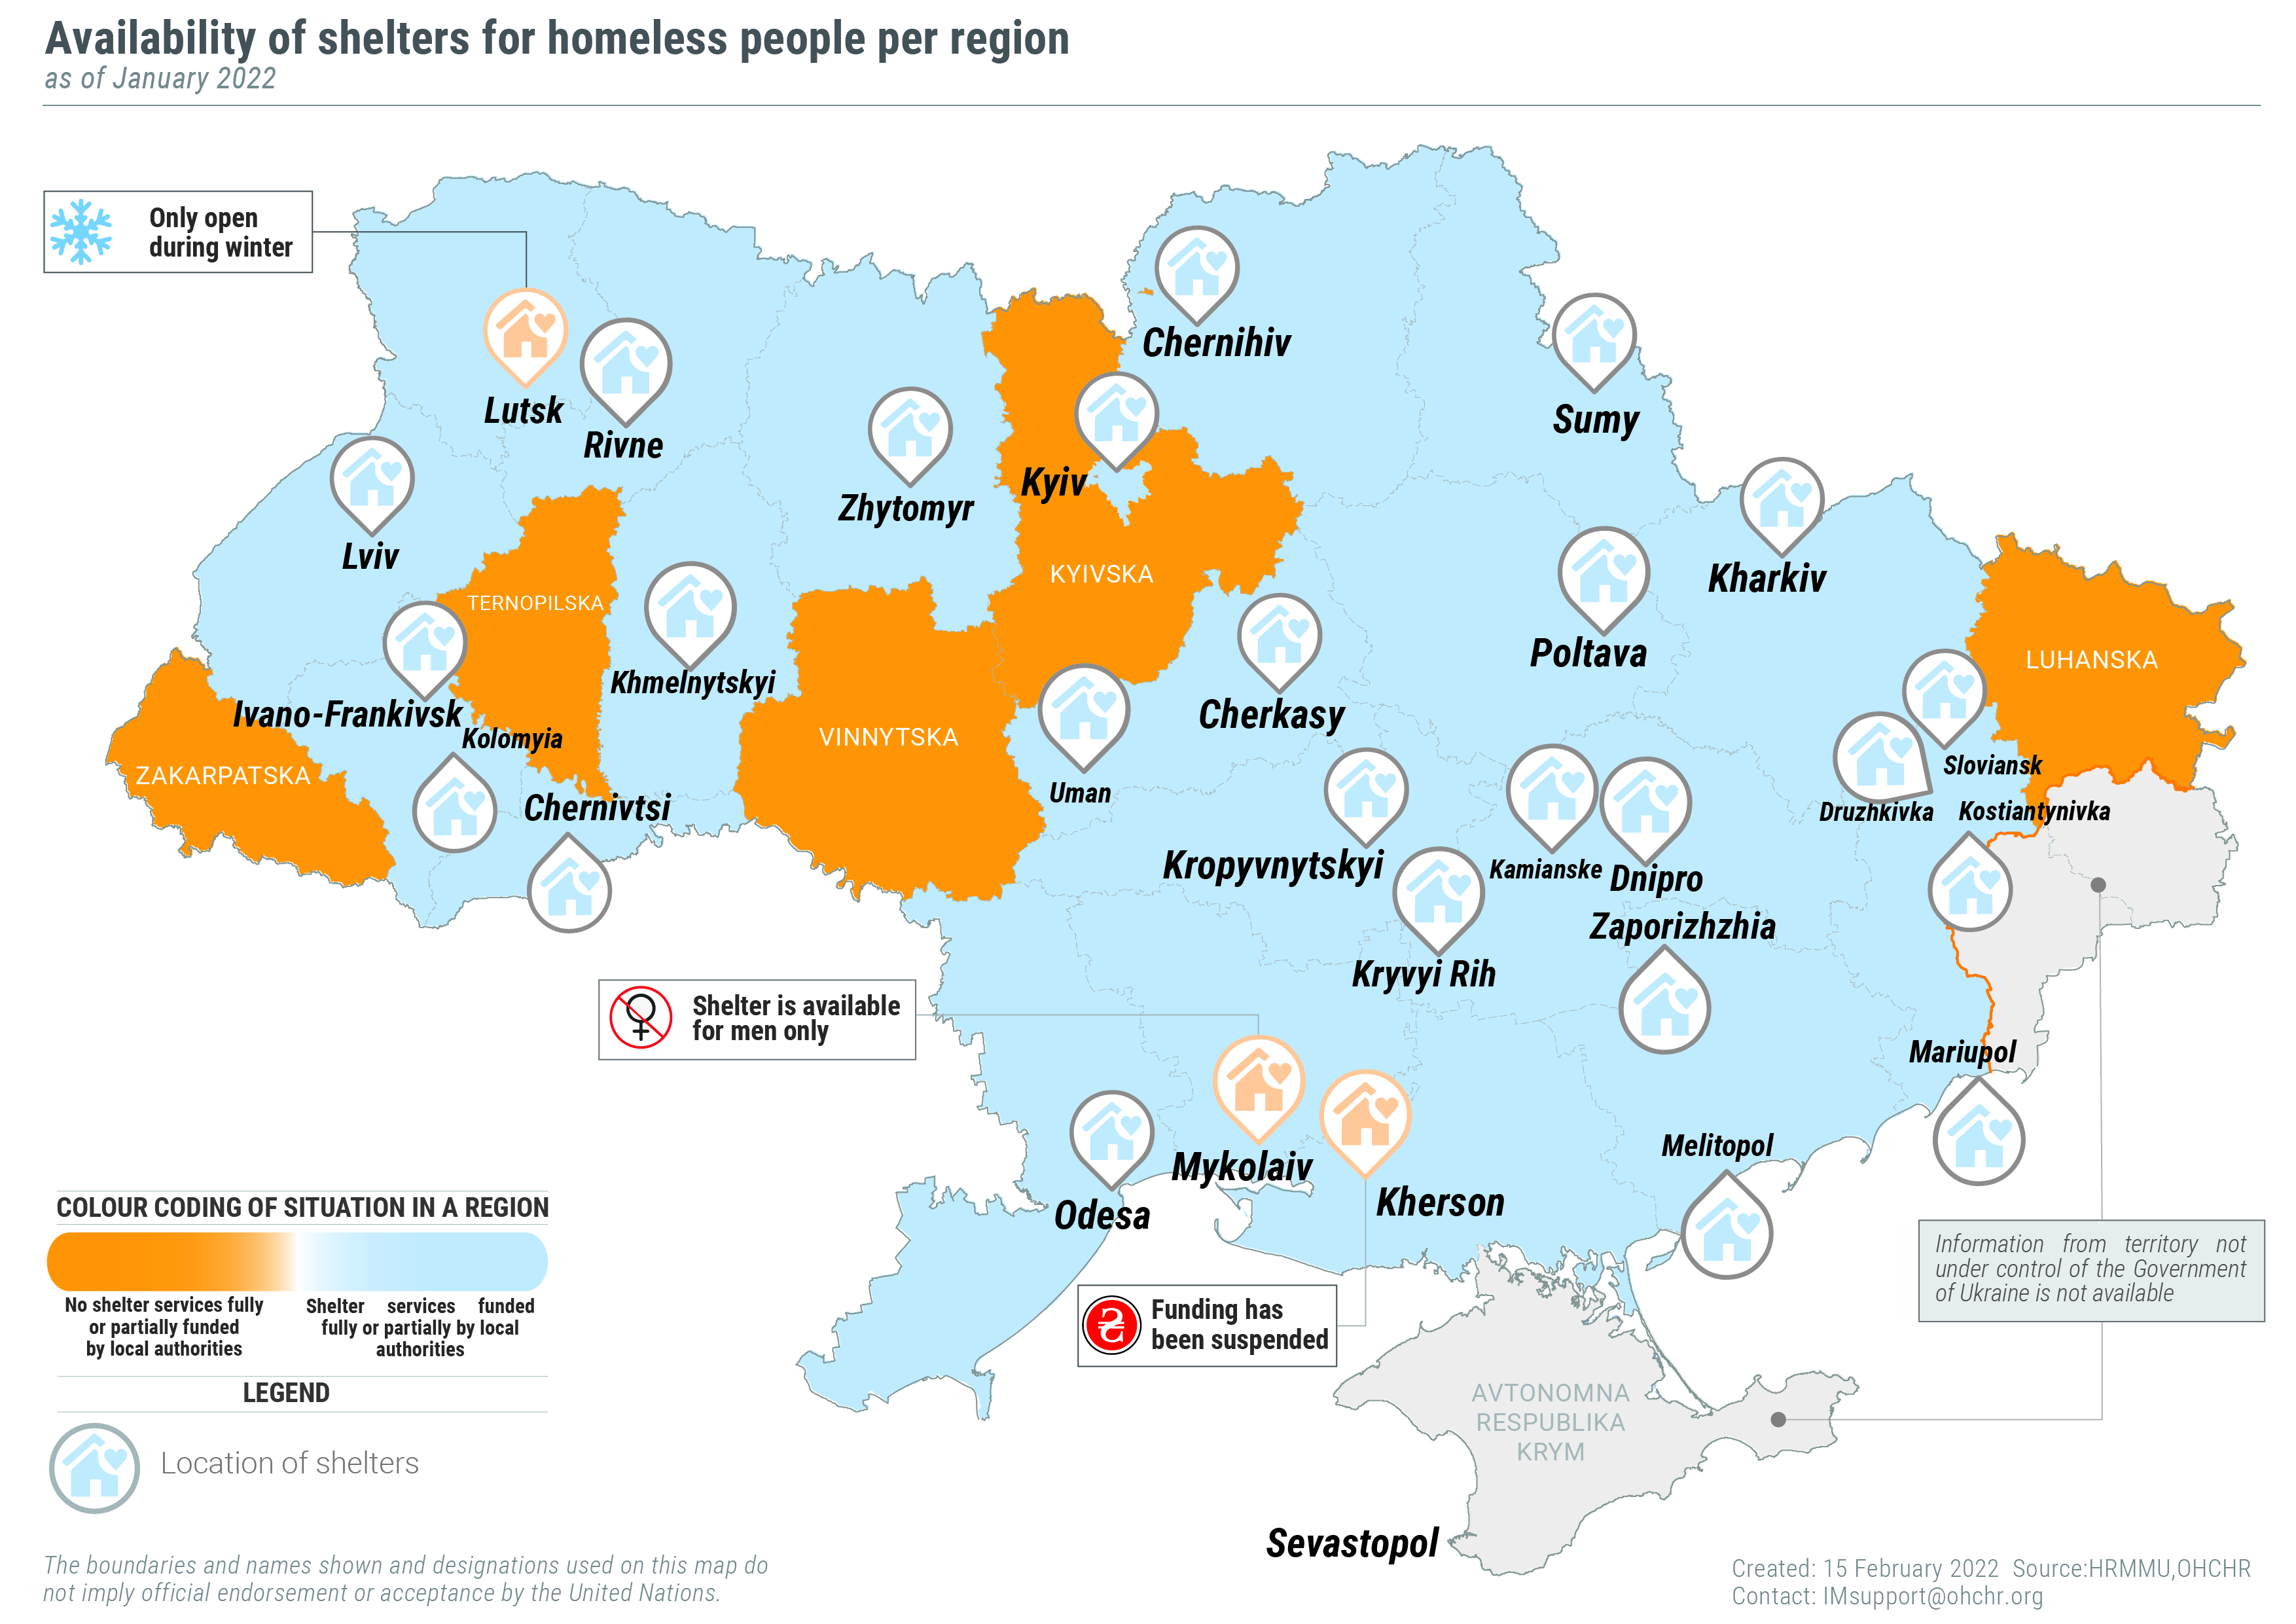 Availability of shelters for homeless people per region
as of January 2022
Only open
during winter
Chernihiv
Lutsk
Rivne
Sumy
Kyiv
Zhytomyr
Lviv
Kharkiv
KYIVSKA
TERNOPILSKA
Poltava
LUHANSKA
Khmelnytskyi
Ivano-Frankivsk
Cherkasy
Kolomyia
VINNYTSKA
ZAKARPATSKA
Sloviansk
Uman
Chernivtsi
Druzhkivka
Kostiantynivka
Kropyvnytskyi
Kamianske
Dnipro
Zaporizhzhia
Kryvyi Rih
Shelter is available
for men only
Mariupol
Melitopol
Mykolaiv
Kherson
Odesa
COLOUR CODING OF SITUATION IN A REGION
No shelter services fully
or partially funded
by local authorities
Shelter services funded
fully or partially by local
authorities
Information from territory not
under control of the Government
of Ukraine is not available
₴
Funding has
been suspended
LEGEND
Location of shelters
AVTONOMNA
RESPUBLIKA
KRYM
Sevastopol
The boundaries and names shown and designations used on this map do
not imply official endorsement or acceptance by the United Nations.
Created: 15 February 2022 Source:HRMMU,OHCHR
Contact: IMsupport@ohchr.org